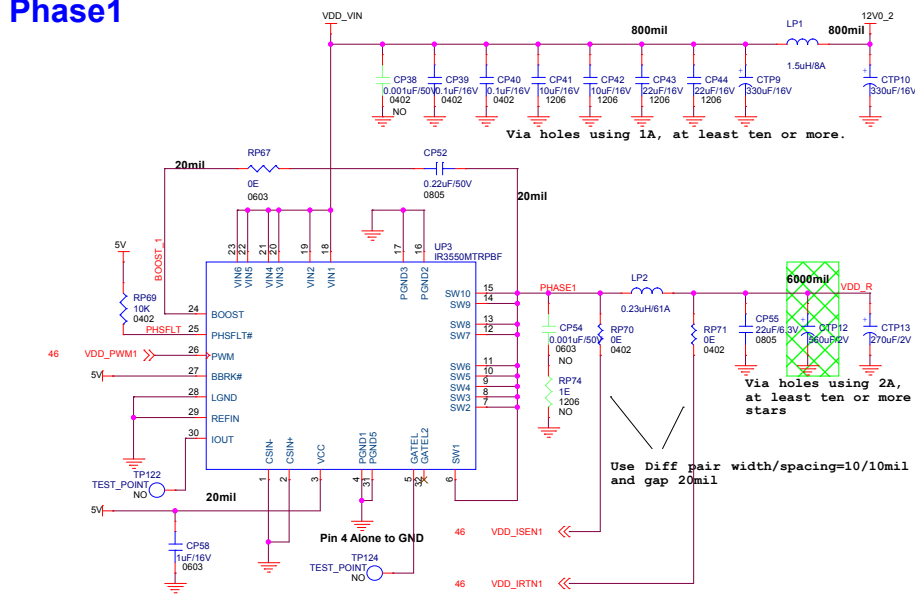 Phase1
VDD_VIN
12V0_2
LP1
800mil
800mil
1.5uH/8A
CP38
0.001uF/50V
0402
NO
CP39
0.1uF/16V
0402
CP40
0.1uF/16V
0402
CP41
10uF/16V
1206
CP42
10uF/16V
1206
CP43
22uF/16V
1206
CP44
22uF/16V
1206
CTP9
330uF/16V
CTP10
330uF/16V
Via holes using 1A, at least ten or more.
20mil
RP67
0E
0603
CP52
0.22uF/50V
0805
20mil
5V
BOOST_1
RP69
10K
0402
PHSFLT
46
VDD_PWM1
5V
UP3
IR3550MTRPBF
23
22
21
20
19
18
17
16
VIN6
VIN5
VIN4
VIN3
VIN2
VIN1
PGND3
PGND2
24
BOOST
25
PHSFLT#
26
PWM
27
BBRK#
28
LGND
29
REFIN
30
IOUT
SW10
15
SW9
14
SW8
13
SW7
12
SW6
11
SW5
10
SW4
9
SW3
8
SW2
7
CSIN-
CSIN+
VCC
PGND1
PGND5
GATEL
GATEL2
SW1
1
2
3
4
31
5
32
6
PHASE1
LP2
0.23uH/61A
6000mil
VDD_R
CP54
0.001uF/50V
0603
NO
RP74
1E
1206
NO
RP70
0E
0402
RP71
0E
0402
CP55
22uF/6.3V
0805
CTP12
560uF/2V
CTP13
270uF/2V
Via holes using 2A,
at least ten or more
stars
Use Diff pair width/spacing=10/10mil
and gap 20mil
TP122
TEST_POINT
NO
20mil
5V
CP58
1uF/16V
0603
Pin 4 Alone to GND
TP124
TEST_POINT
NO
46
VDD_ISEN1
46
VDD_IRTN1